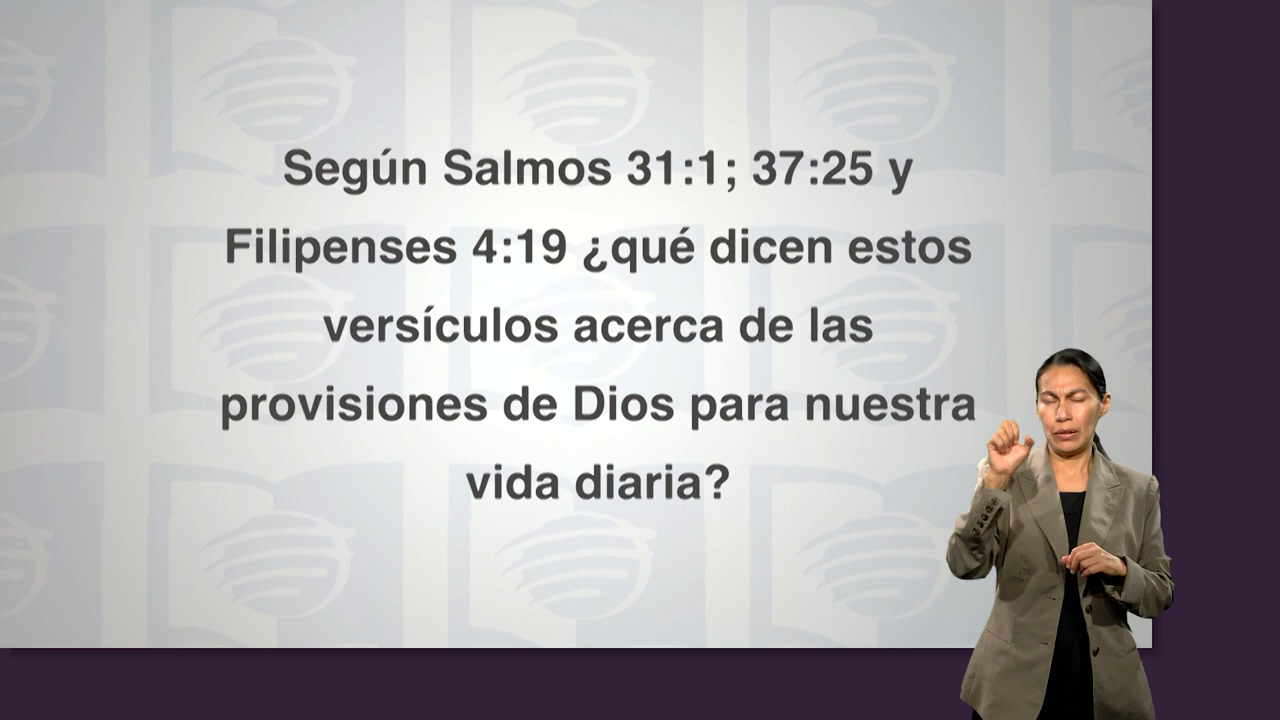 Según Salmos 31:1; 37:25 y
Filipenses 4:19 ¿qué dicen estos
versículos acerca de las
provisiones de Dios para nuestra
vida diaria?